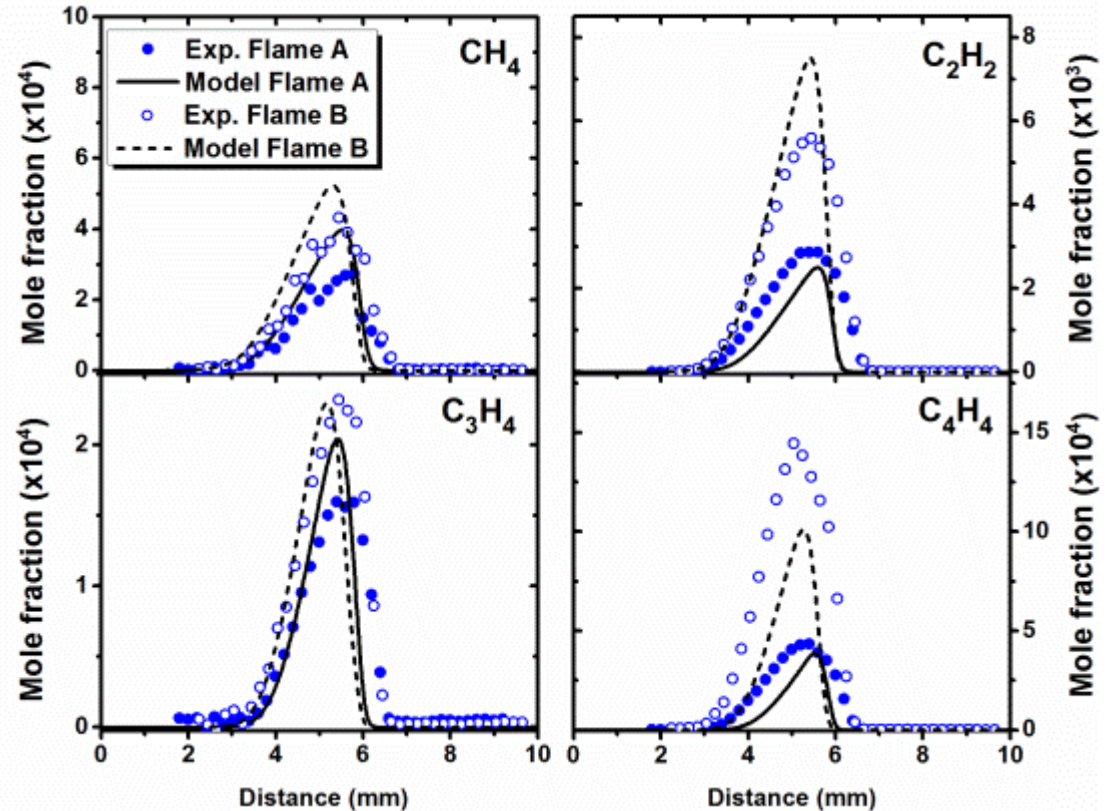 Exp. Flame A
Model Flame A
Exp. Flame B
Model Flame B
CH4
C2H2
C3H4
C4H4
Mole fraction (x10^4)
10
8
6
4
2
0
Mole fraction (x10^3)
8
6
4
2
0
Mole fraction (x10^4)
2
1
0
Mole fraction (x10^4)
15
10
5
0
0 2 4 6 8 10
0 2 4 6 8 10
Distance (mm)
Distance (mm)